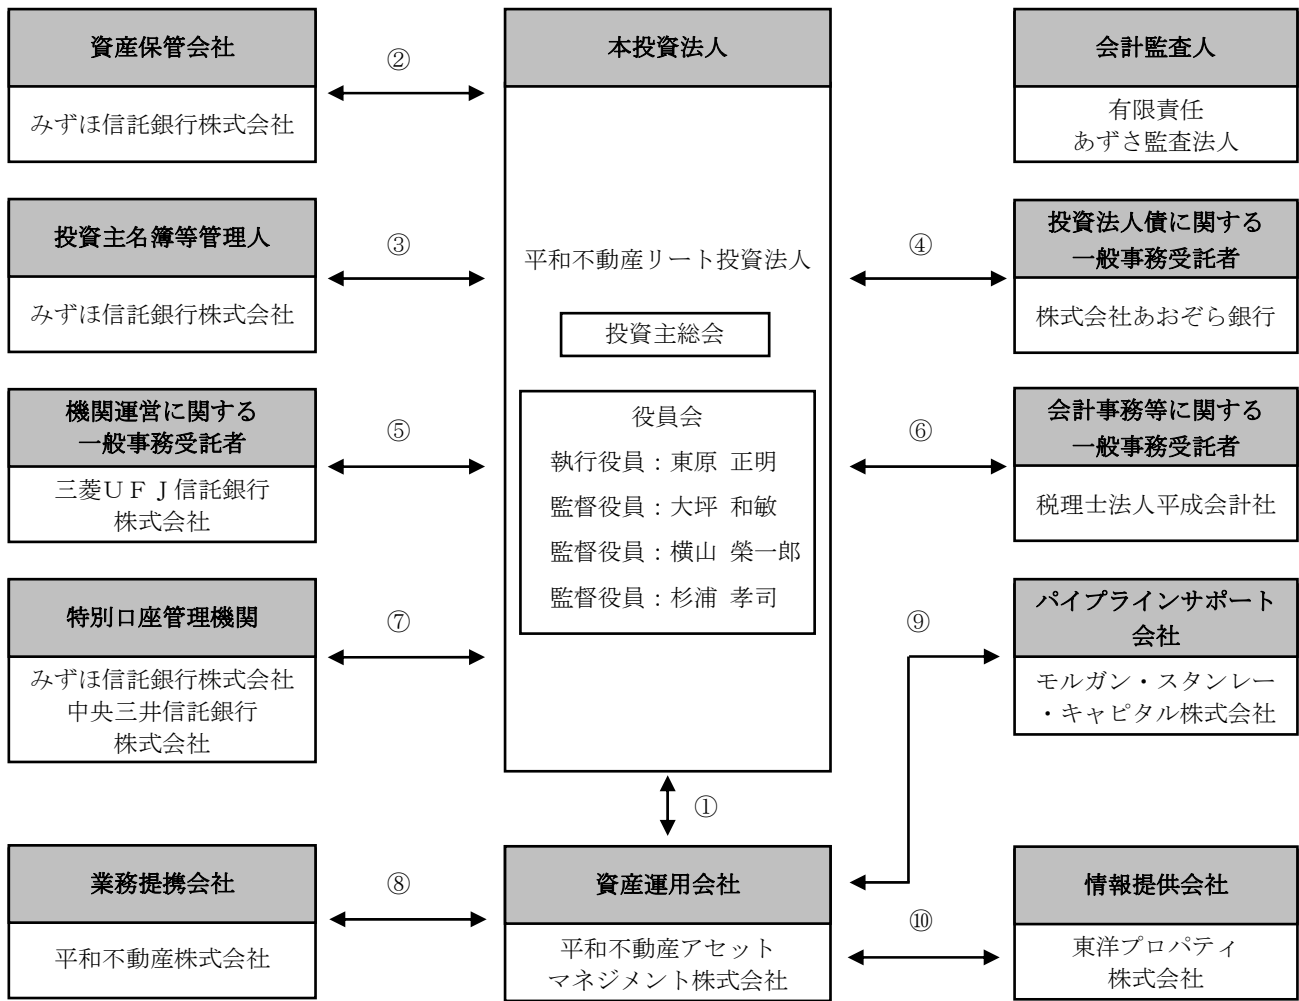 資産保管会社
みずほ信託銀行株式会社
②
本投資法人
会計監査人
有限責任
あずさ監査法人
投資主名簿等管理人
みずほ信託銀行株式会社
③
平和不動産リート投資法人
投資主総会
④
投資法人債に関する
一般事務受託者
株式会社あおぞら銀行
機関運営に関する
一般事務受託者
三菱UFJ信託銀行
株式会社
⑤
役員会
執行役員：東原 正明
監督役員：大坪 和敏
監督役員：横山 榮一郎
監督役員：杉浦 孝司
⑥
会計事務等に関する
一般事務受託者
税理士法人平成会計社
特別口座管理機関
みずほ信託銀行株式会社
中央三井信託銀行
株式会社
⑦
⑨
パイプラインサポート
会社
モルガン・スタンレー
・キャピタル株式会社
①
業務提携会社
平和不動産株式会社
⑧
資産運用会社
平和不動産アセット
マネジメント株式会社
⑩
情報提供会社
東洋プロパティ
株式会社